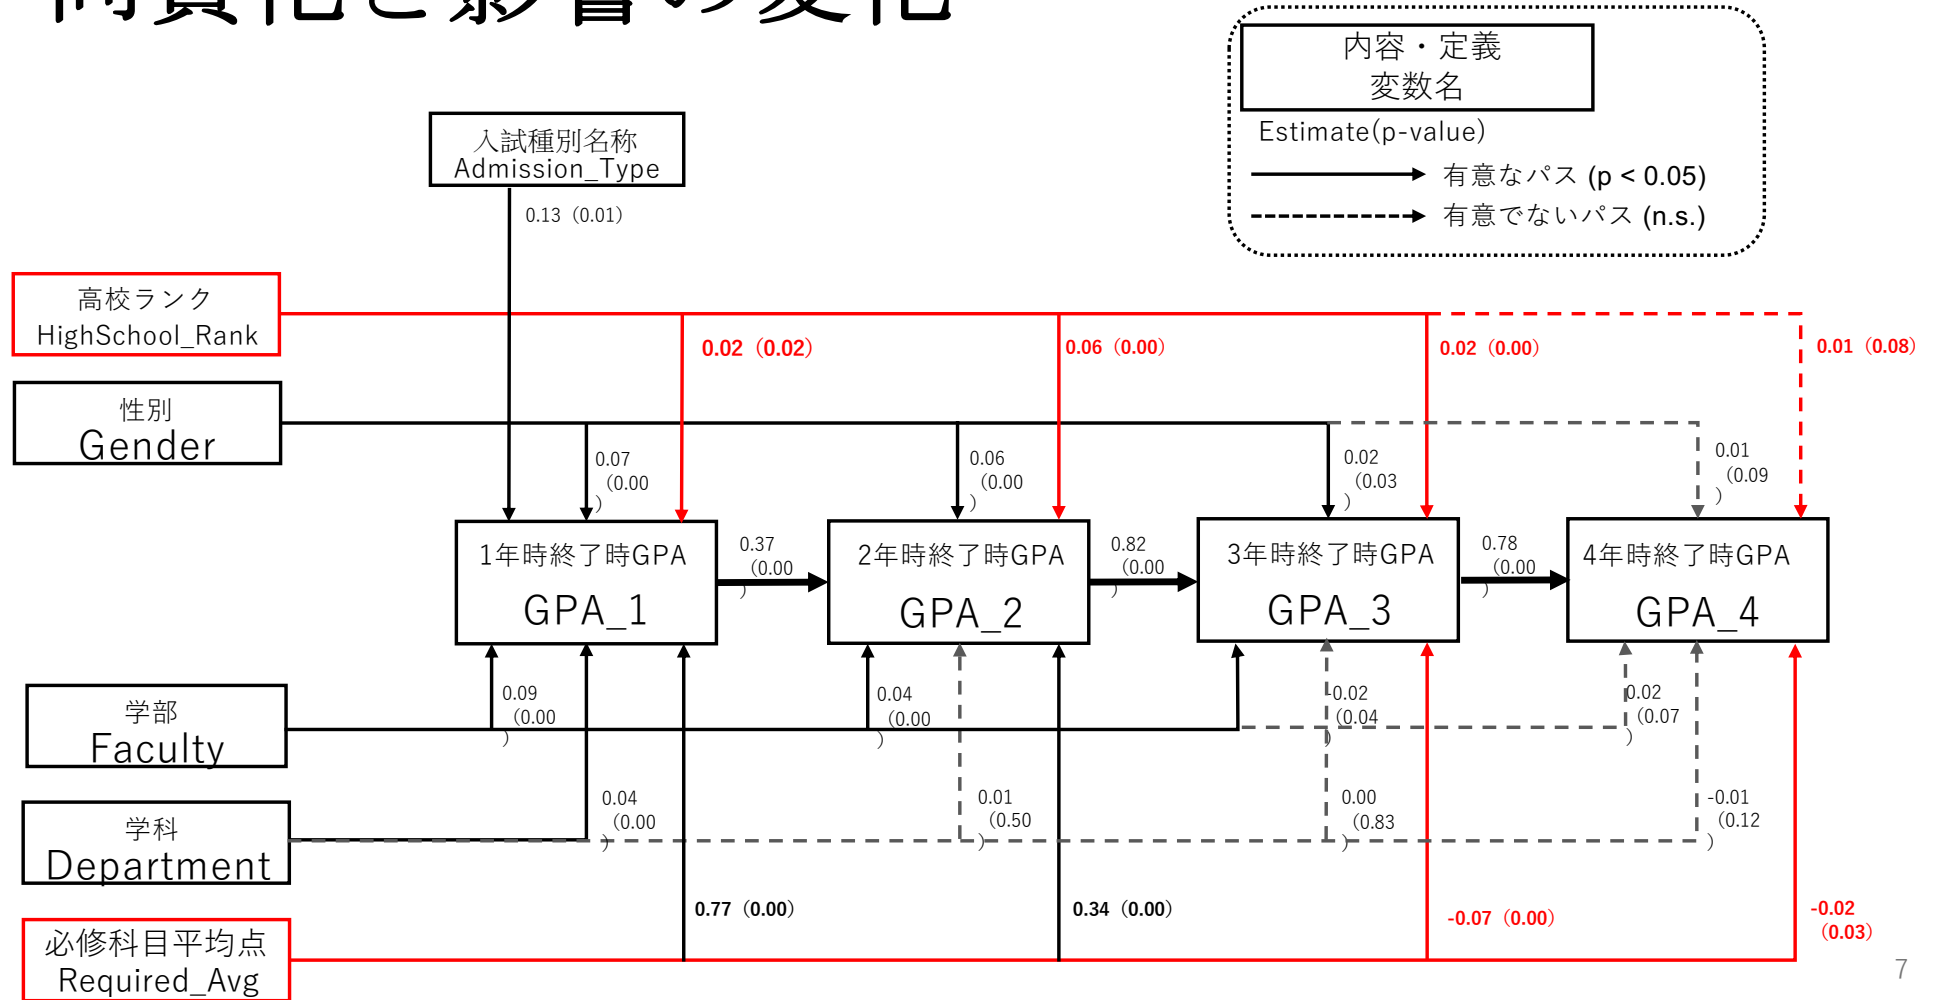 内容・定義
変数名
Estimate(p-value)
有意なパス (p < 0.05)
有意でないパス (n.s.)
入試種別名称
Admission_Type
0.13（0.01）
高校ランク
HighSchool_Rank
0.02（0.02）
0.06（0.00）
0.02（0.00）
0.01（0.08）
性別
Gender
0.07
（0.00
）
0.06
（0.00
）
0.02
（0.03
）
0.01
（0.09
）
1年時終了時GPA
GPA_1
0.37
（0.00
）
2年時終了時GPA
GPA_2
0.82
（0.00
）
3年時終了時GPA
GPA_3
0.78
（0.00
）
4年時終了時GPA
GPA_4
学部
Faculty
0.09
（0.00
）
0.04
（0.00
）
-0.02
（0.04
）
0.02
（0.07
）
学科
Department
0.04
（0.00
）
0.01
（0.50
）
0.00
（0.83
）
-0.01
（0.12
）
必修科目平均点
Required_Avg
0.77（0.00）
0.34（0.00）
-0.07（0.00）
-0.02
（0.03）
7